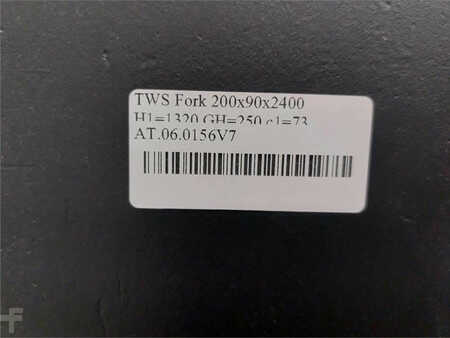 TWS Fork 200x90x2400
H1=1320 GH=250 c1=73
AT.06.0156V7